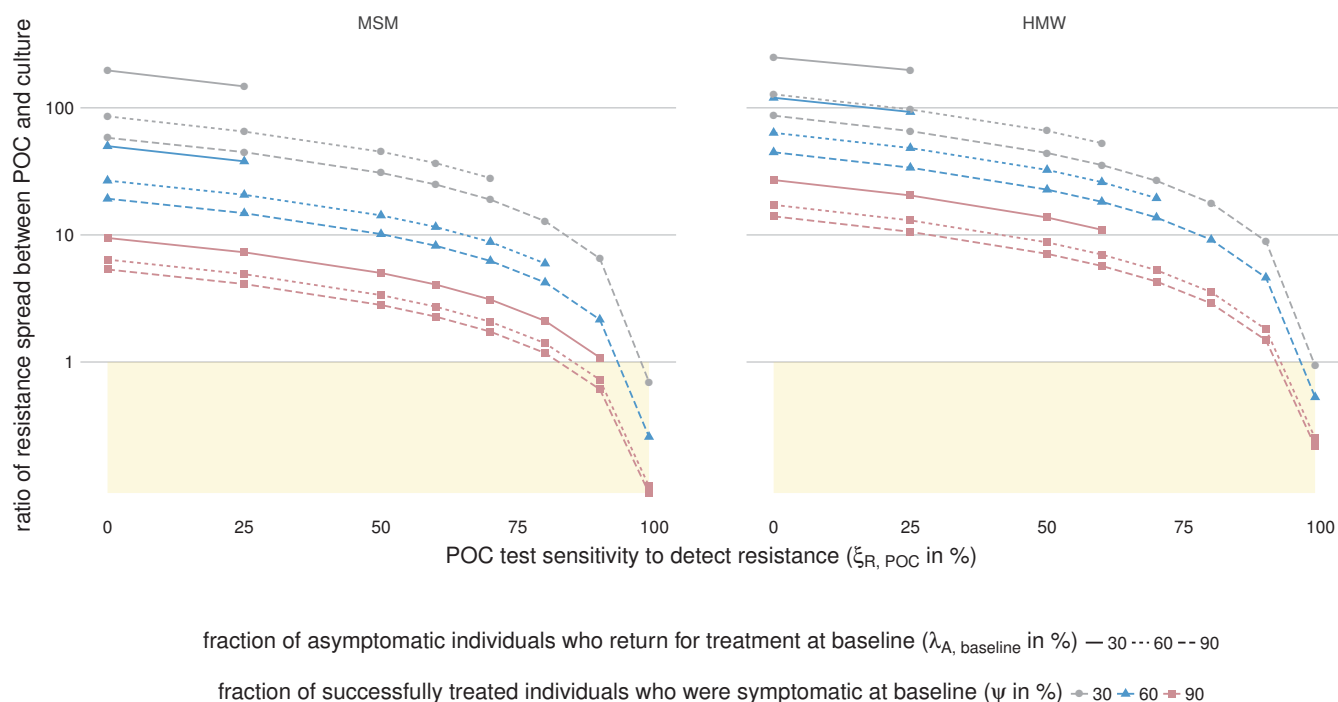 MSM
HMW
ratio of resistance spread between POC and culture
100
10
1
0 25 50 75 100
0 25 50 75 100
POC test sensitivity to detect resistance (ξR, POC in %)
fraction of asymptomatic individuals who return for treatment at baseline (λA, baseline in %) 30 60 90
fraction of successfully treated individuals who were symptomatic at baseline (ψ in %) 30 60 90